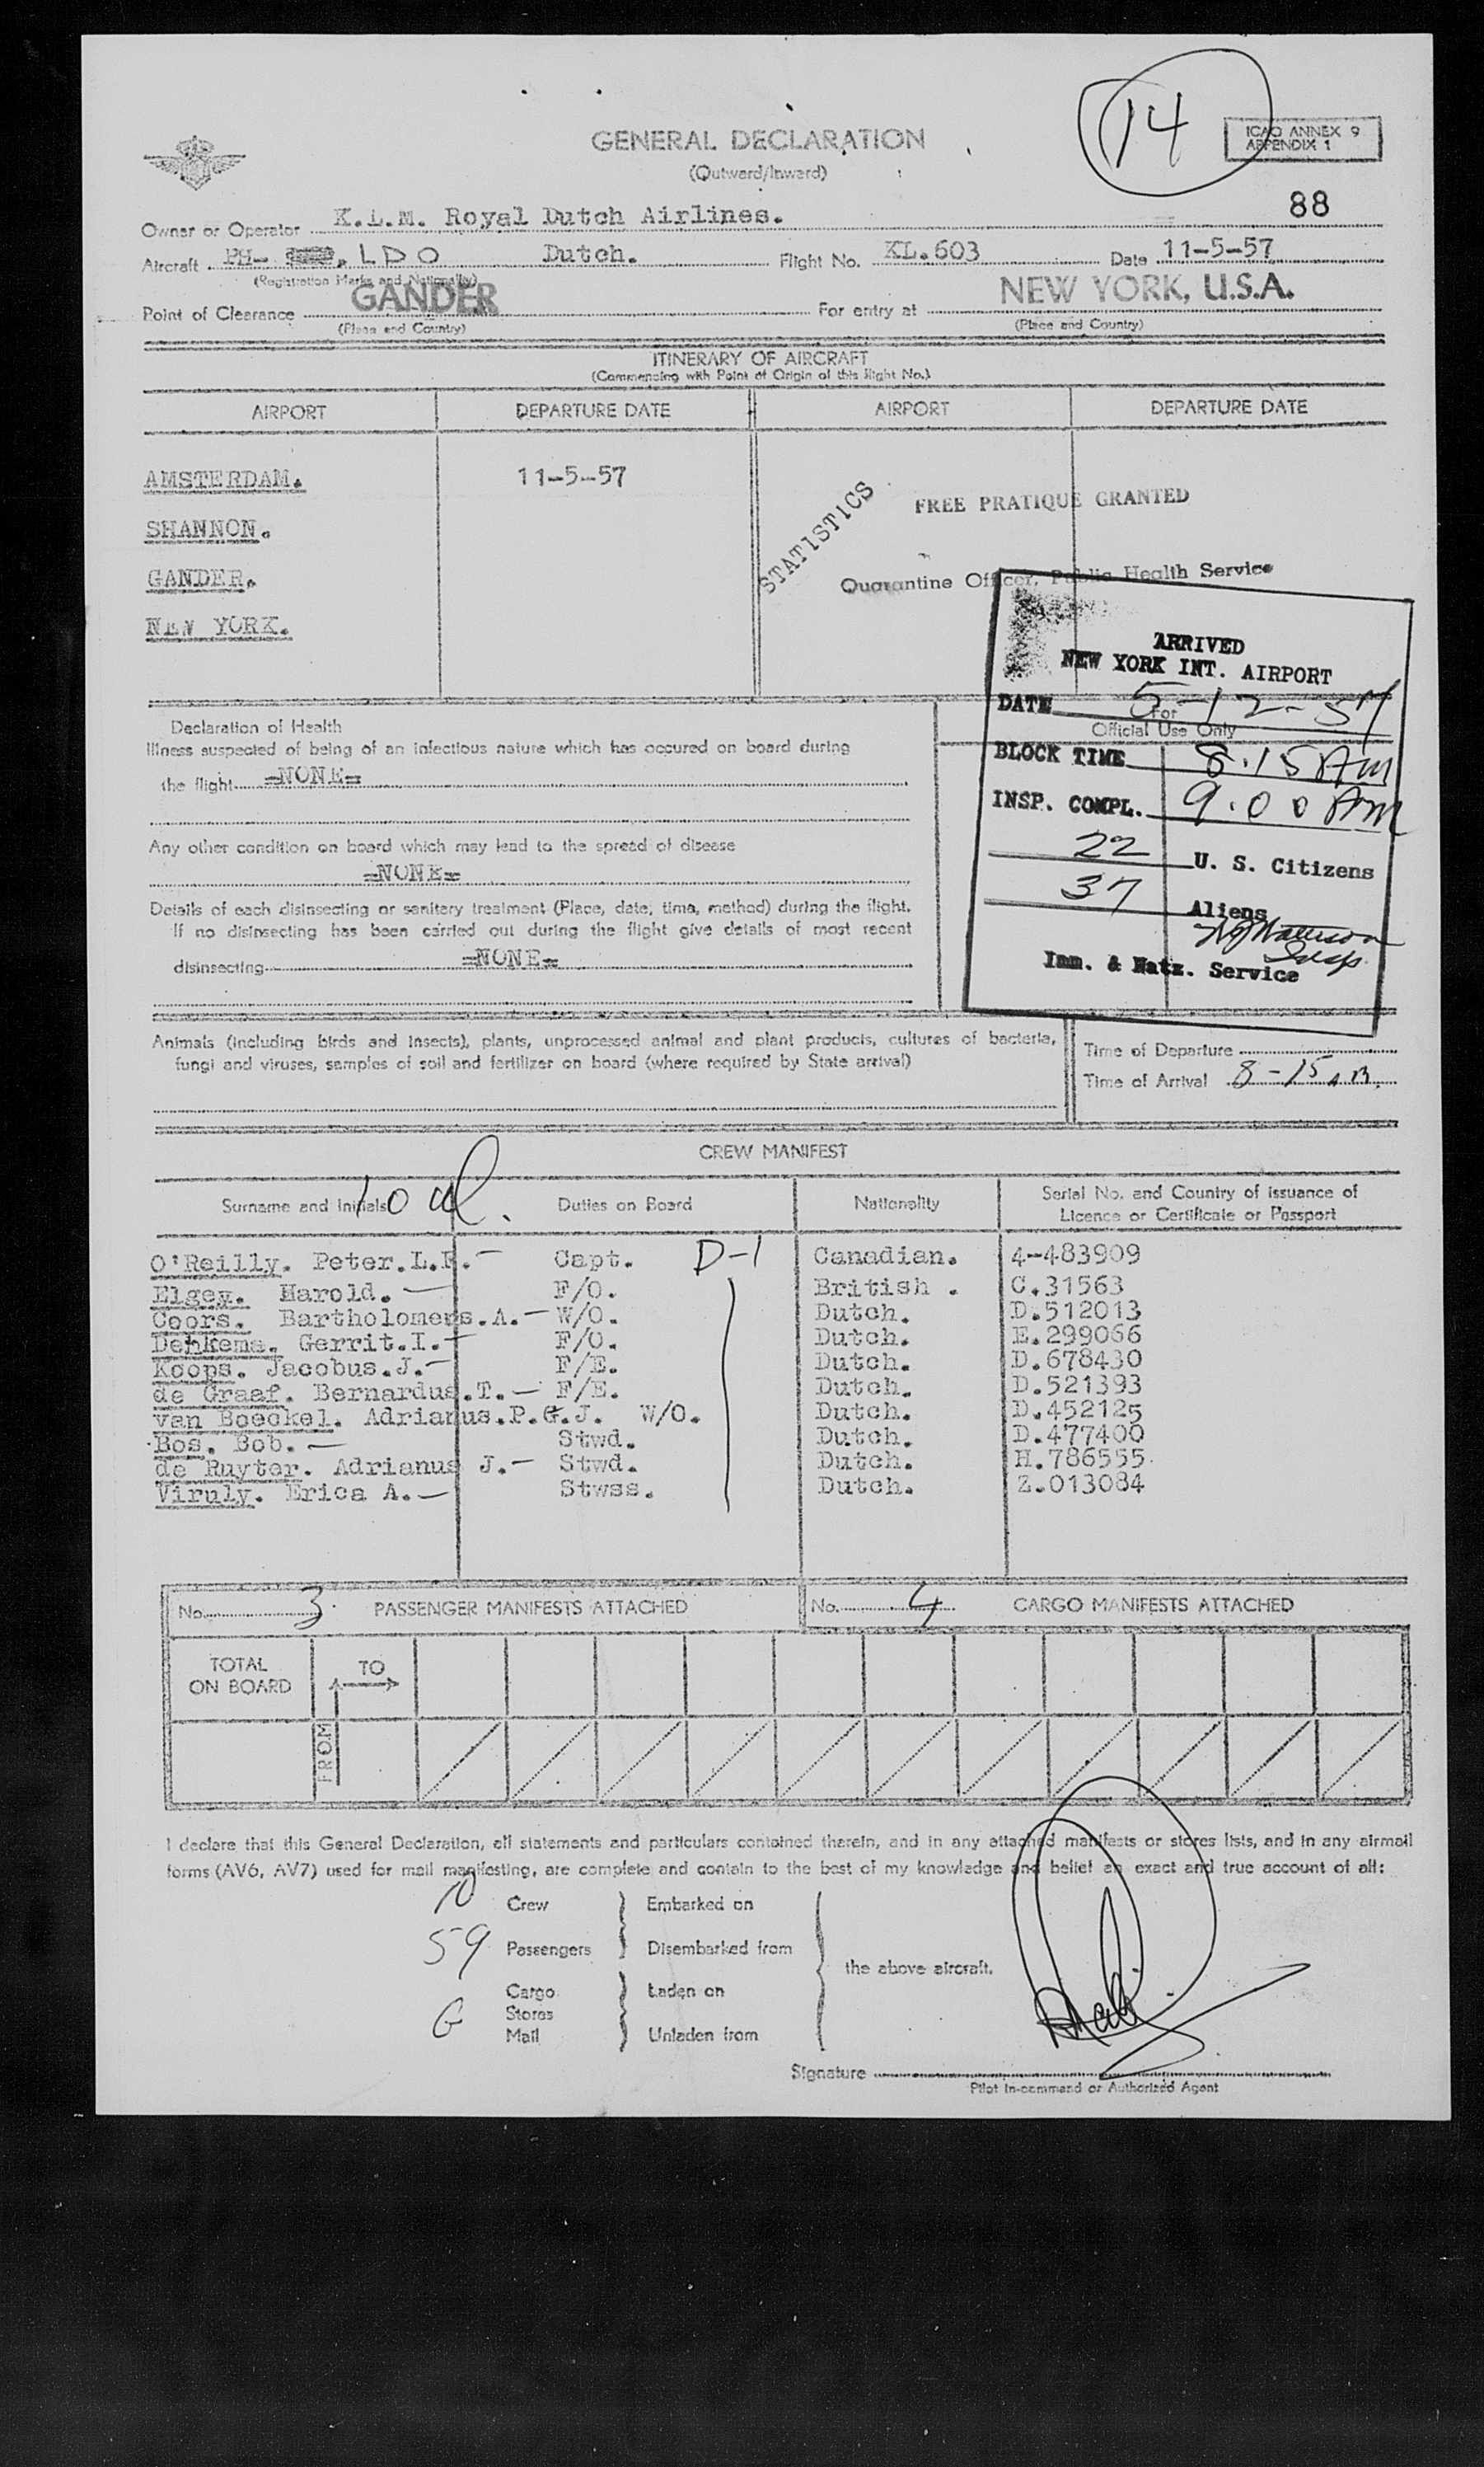 14
ICAO ANNEX 9
APPENDIX 1
GENERAL DECLARATION
(Outward/Inward)
88
Owner or Operator K.L.M. Royal Dutch Airlines.
Aircraft PH- LDO Dutch. Flight No. KL.603 Date 11-5-57
(Registration Marks and Nationality)
Point of Clearance GANDER For entry at NEW YORK, U.S.A.
(Place and Country) (Place and Country)
ITINERARY OF AIRCRAFT
(Commencing with Point of Origin of this flight No.)
AIRPORT DEPARTURE DATE AIRPORT DEPARTURE DATE
AMSTERDAM. 11-5-57
SHANNON.
GANDER.
NEW YORK.
STATISTICS
FREE PRATIQUE GRANTED
Quarantine Officer, Public Health Service
ARRIVED
NEW YORK INT. AIRPORT
DATE 5-12-57
For
Official Use Only
BLOCK TIME 8.15 AM
INSP. COMPL. 9.00 AM
22 U. S. Citizens
37 Aliens
Insp.
Imm. & Natz. Service
Declaration of Health
Illness suspected of being of an infectious nature which has occured on board during
the flight =NONE=
Any other condition on board which may lead to the spread of disease
=NONE=
Details of each disinsecting or sanitary treatment (Place, date, time, method) during the flight.
If no disinsecting has been carried out during the flight give details of most recent
disinsecting =NONE=
Animals (including birds and insects), plants, unprocessed animal and plant products, cultures of bacteria,
fungi and viruses, samples of soil and fertilizer on board (where required by State arrival)
Time of Departure
Time of Arrival 8-15 AM.
CREW MANIFEST
Surname and Initials 10 Duties on Board Nationality Serial No. and Country of issuance of
Licence or Certificate or Passport
O'Reilly. Peter.L.R.- Capt. D-1 Canadian. 4-483909
Elgey. Harold. - F/O. British . C.31563
Coors. Bartholomeus.A.- W/O. Dutch. D.512013
Denkema. Gerrit.I.- F/O. Dutch. E.299066
Koops. Jacobus.J.- F/E. Dutch. D.678430
de Graaf. Bernardus.T.- F/E. Dutch. D.521393
van Boeckel. Adrianus.P.G.J. W/O. Dutch. D.452125
Bos. Bob. - Stwd. Dutch. D.477400
de Ruyter. Adrianus J.- Stwd. Dutch. H.786555
Viruly. Erica A.- Stwss. Dutch. Z.013084
No. 3 PASSENGER MANIFESTS ATTACHED No. 4 CARGO MANIFESTS ATTACHED
TOTAL
ON BOARD
TO
FROM
I declare that this General Declaration, all statements and particulars contained therein, and in any attached manifests or stores lists, and in any airmail
forms (AV6, AV7) used for mail manifesting, are complete and contain to the best of my knowledge and belief an exact and true account of all:
10 Crew Embarked on
59 Passengers Disembarked from
the above aircraft.
Cargo Laden on
G Stores
Mail Unladen from
Signature
Pilot in-command or Authorized Agent